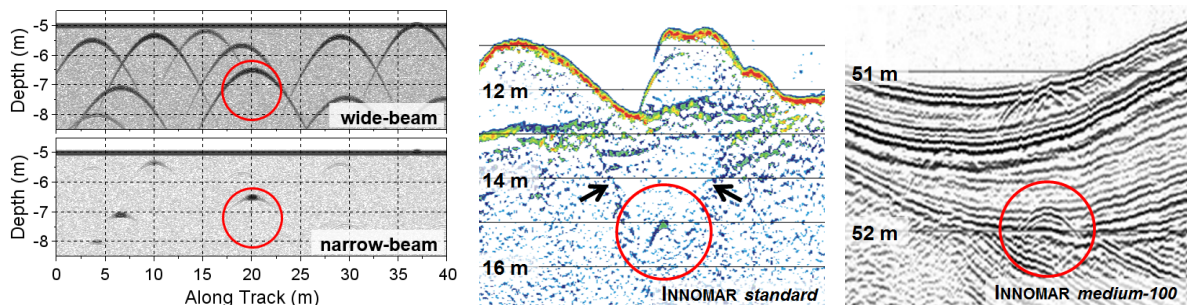 Depth (m)
-5
-6
-7
-8
wide-beam
Depth (m)
-5
-6
-7
-8
narrow-beam
0 5 10 15 20 25 30 35 40
Along Track (m)
12 m
14 m
16 m
INNOMAR standard
51 m
52 m
INNOMAR medium-100